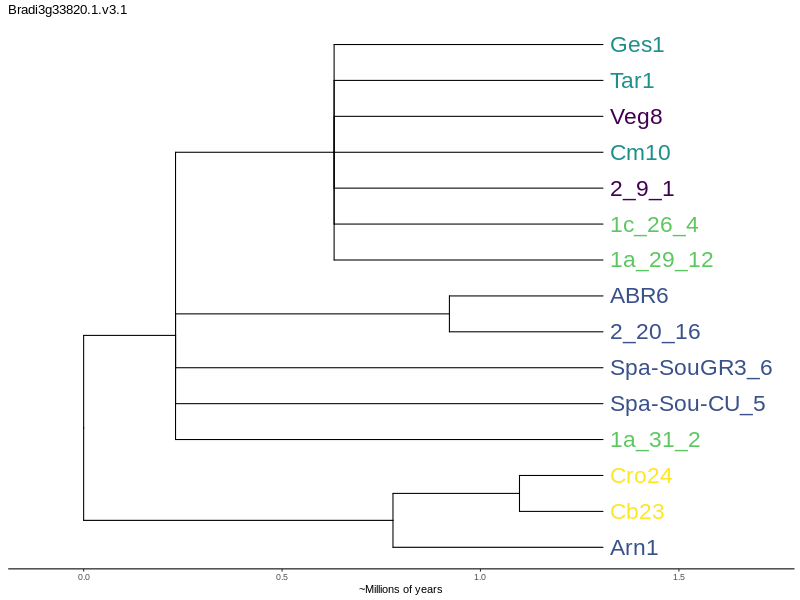 Bradi3g33820.1.v3.1
Ges1
Tar1
Veg8
Cm10
2_9_1
1c_26_4
1a_29_12
ABR6
2_20_16
Spa-SouGR3_6
Spa-Sou-CU_5
1a_31_2
Cro24
Cb23
Arn1
0.0 0.5 1.0 1.5
~Millions of years